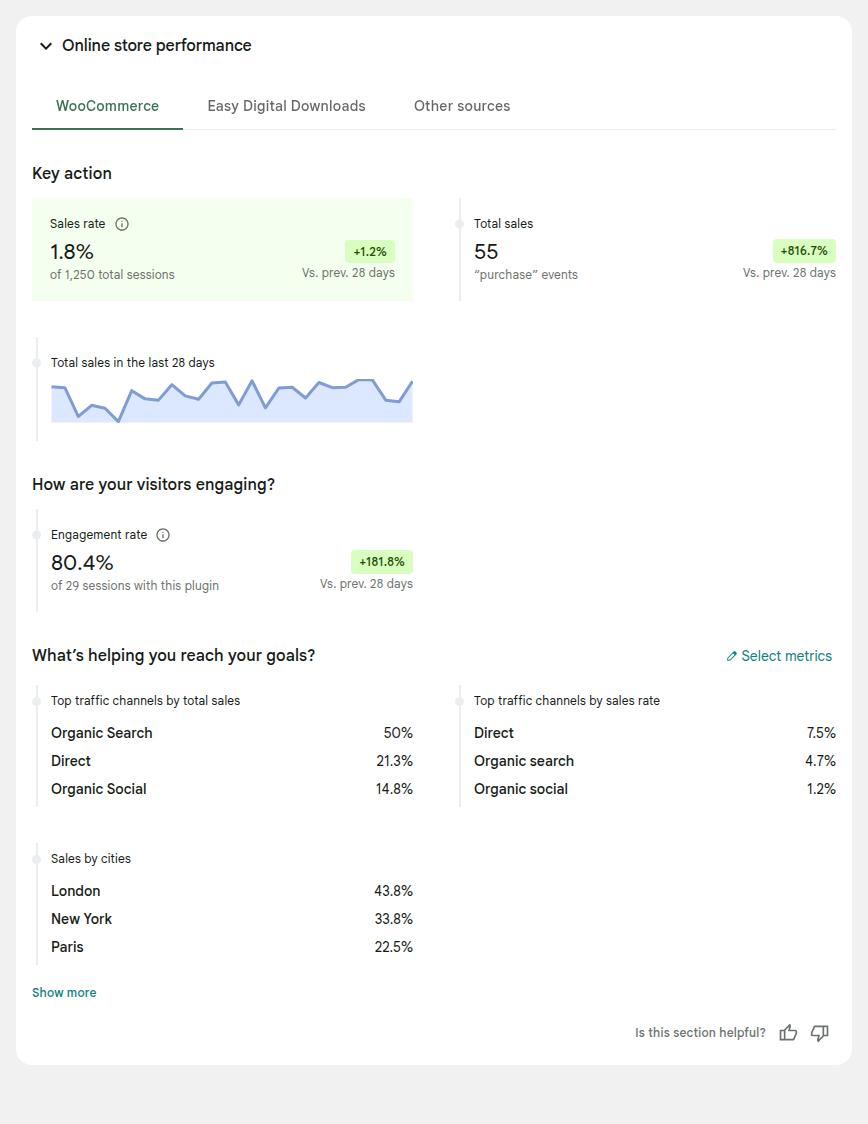 Online store performance
WooCommerce
Easy Digital Downloads
Other sources
Key action
Sales rate
1.8%
+1.2%
of 1,250 total sessions
Vs. prev. 28 days
Total sales
55
+816.7%
“purchase” events
Vs. prev. 28 days
Total sales in the last 28 days
How are your visitors engaging?
Engagement rate
80.4%
+181.8%
of 29 sessions with this plugin
Vs. prev. 28 days
What’s helping you reach your goals?
Select metrics
Top traffic channels by total sales
Organic Search 50%
Direct 21.3%
Organic Social 14.8%
Top traffic channels by sales rate
Direct 7.5%
Organic search 4.7%
Organic social 1.2%
Sales by cities
London 43.8%
New York 33.8%
Paris 22.5%
Show more
Is this section helpful?